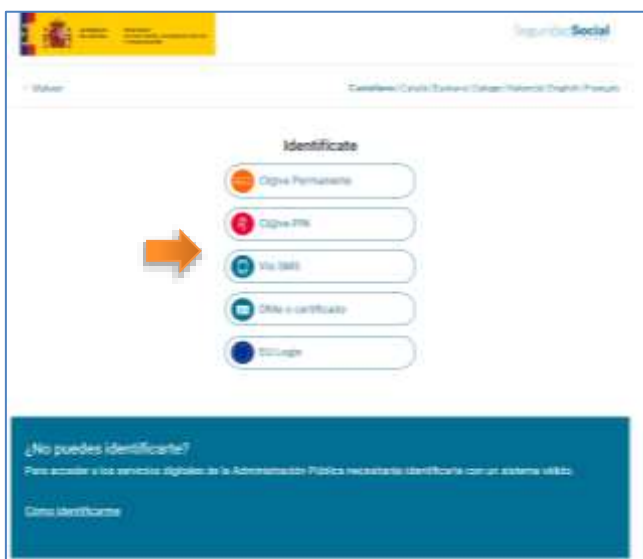 SeguridadSocial
Volver
Castellano Català Euskara Galego Valencià English Français
Identifícate
Cl@ve Permanente
Cl@ve PIN
Vía SMS
DNIe o certificado
EU Login
¿No puedes identificarte?
Para acceder a los servicios digitales de la Administración Pública necesitarás identificarte con un sistema válido.
Cómo identificarme